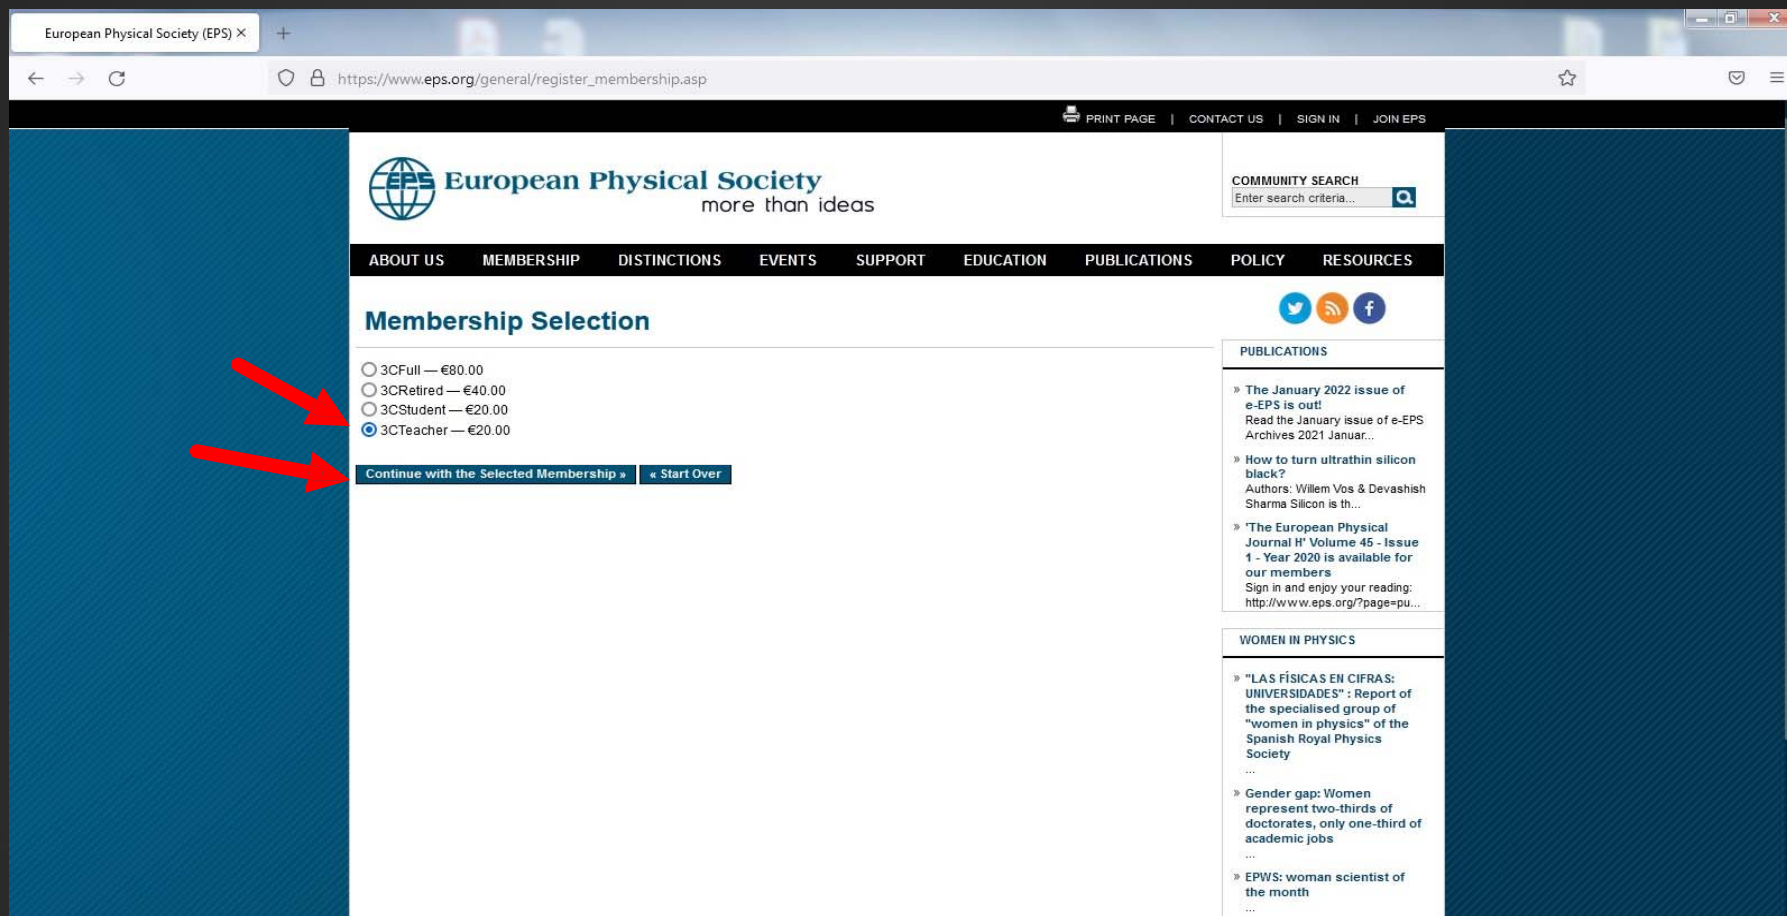 European Physical Society (EPS)
https://www.eps.org/general/register_membership.asp
PRINT PAGE | CONTACT US | SIGN IN | JOIN EPS
EPS European Physical Society
more than ideas
COMMUNITY SEARCH
Enter search criteria...
ABOUT US MEMBERSHIP DISTINCTIONS EVENTS SUPPORT EDUCATION PUBLICATIONS POLICY RESOURCES
Membership Selection
3CFull — €80.00
3CRetired — €40.00
3CStudent — €20.00
3CTeacher — €20.00
Continue with the Selected Membership » « Start Over
PUBLICATIONS
» The January 2022 issue of
e-EPS is out!
Read the January issue of e-EPS
Archives 2021 Januar...
» How to turn ultrathin silicon
black?
Authors: Willem Vos & Devashish
Sharma Silicon is th...
» 'The European Physical
Journal H' Volume 45 - Issue
1 - Year 2020 is available for
our members
Sign in and enjoy your reading:
http://www.eps.org/?page=pu...
WOMEN IN PHYSICS
» "LAS FÍSICAS EN CIFRAS:
UNIVERSIDADES" : Report of
the specialised group of
"women in physics" of the
Spanish Royal Physics
Society
...
» Gender gap: Women
represent two-thirds of
doctorates, only one-third of
academic jobs
...
» EPWS: woman scientist of
the month
...